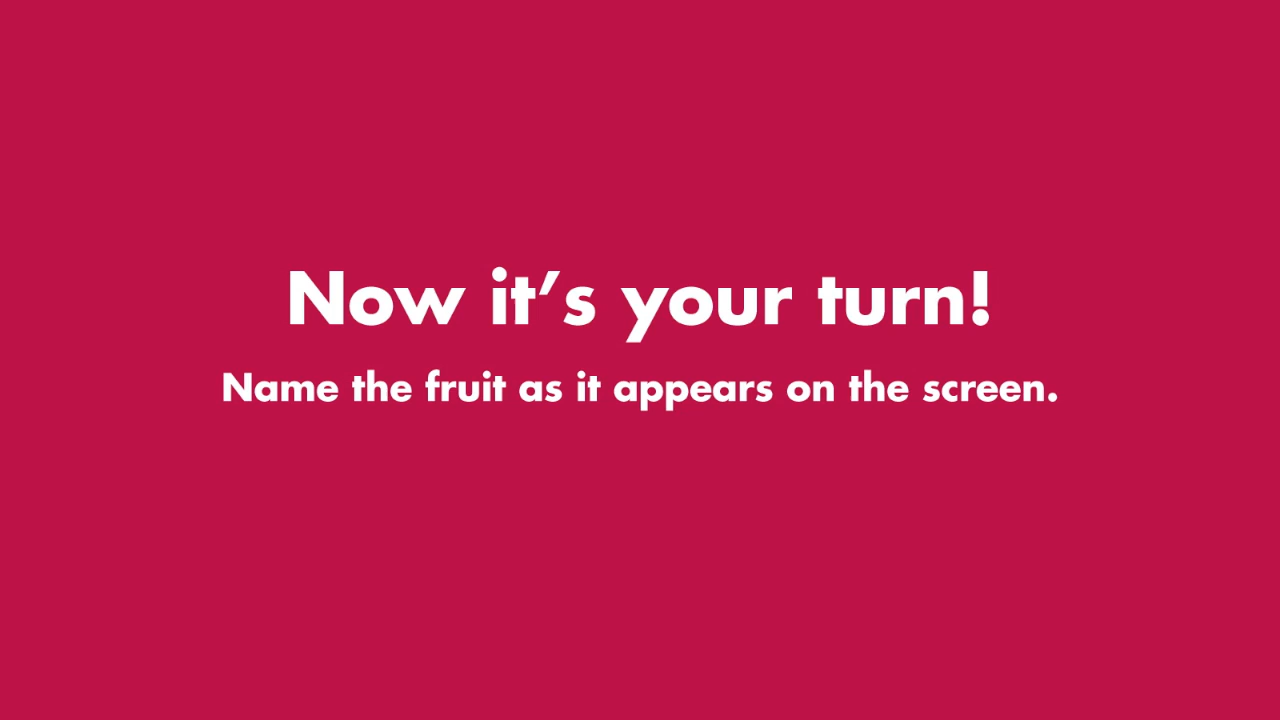 Now it’s your turn!
Name the fruit as it appears on the screen.